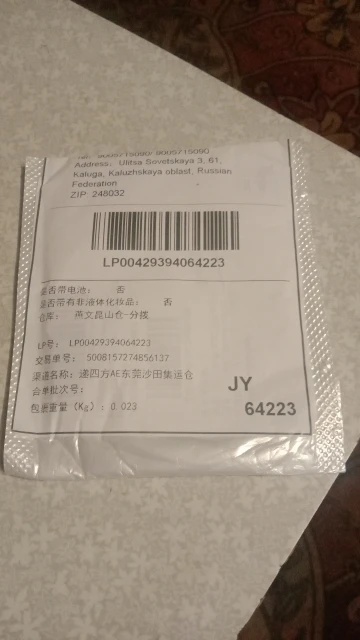 Address: Ulitsa Sovetskaya 3, 61,
Kaluga, Kaluzhskaya oblast, Russian
Federation
ZIP: 248032
LP00429394064223
是否带电池： 否
是否带有非液体化妆品： 否
仓库： 燕文昆山仓-分拨
LP号：LP00429394064223
交易单号：5008157274856137
渠道名称：递四方AE东莞沙田集运仓
合单批次号：
JY
包裹重量（Kg）：0.023
64223